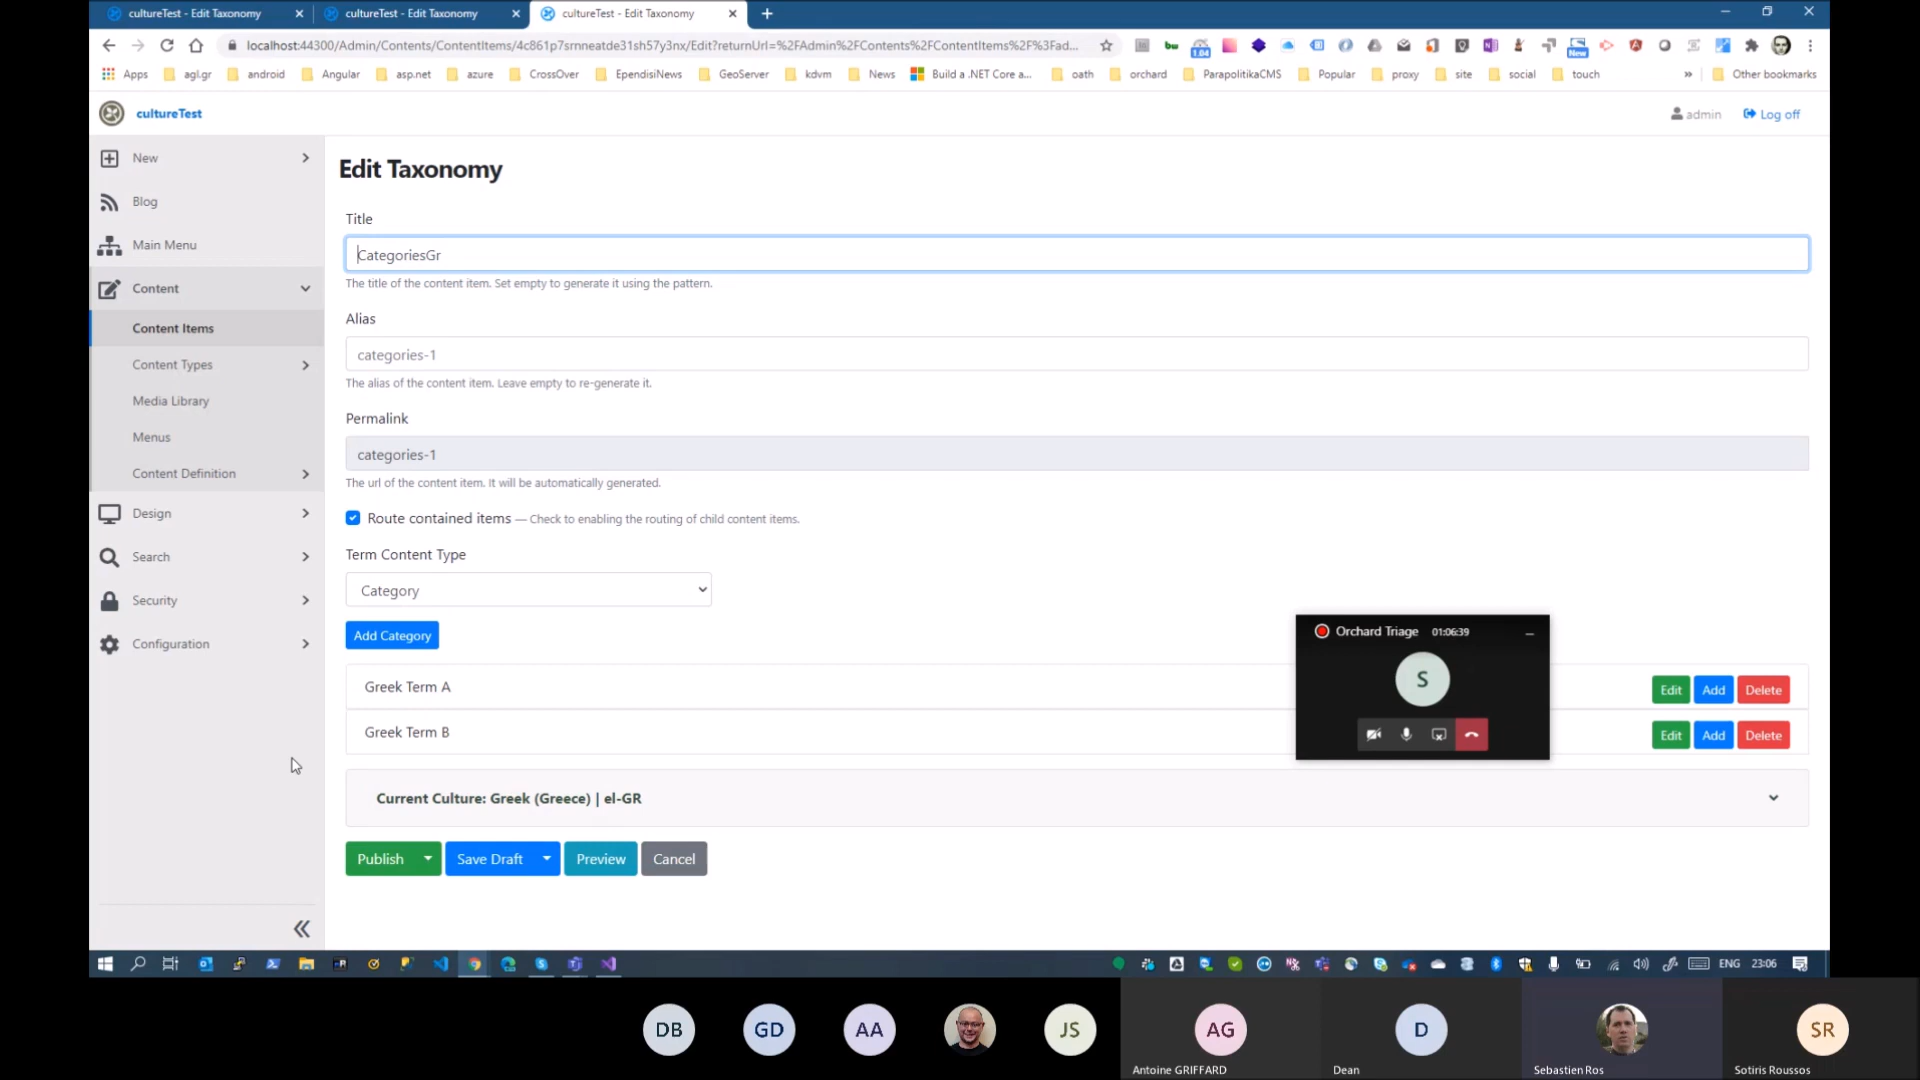 cultureTest - Edit Taxonomy
cultureTest - Edit Taxonomy
cultureTest - Edit Taxonomy
localhost:44300/Admin/Contents/ContentItems/4c861p7srnneatde31sh57y3nx/Edit?returnUrl=%2FAdmin%2FContents%2FContentItems%2F%3Fad...
1.04
New
Apps
agl.gr
android
Angular
asp.net
azure
CrossOver
EpendisiNews
GeoServer
kdvm
News
Build a .NET Core a...
oath
orchard
ParapolitikaCMS
Popular
proxy
site
social
touch
»
Other bookmarks
cultureTest
admin
Log off
New
Blog
Main Menu
Content
Content Items
Content Types
Media Library
Menus
Content Definition
Design
Search
Security
Configuration
Edit Taxonomy
Title
CategoriesGr
The title of the content item. Set empty to generate it using the pattern.
Alias
categories-1
The alias of the content item. Leave empty to re-generate it.
Permalink
categories-1
The url of the content item. It will be automatically generated.
Route contained items — Check to enabling the routing of child content items.
Term Content Type
Category
Add Category
Greek Term A
Edit
Add
Delete
Greek Term B
Edit
Add
Delete
Orchard Triage
01:06:39
S
Current Culture: Greek (Greece) | el-GR
Publish
Save Draft
Preview
Cancel
ENG
23:06
DB
GD
AA
JS
AG
Antoine GRIFFARD
D
Dean
Sebastien Ros
SR
Sotiris Roussos